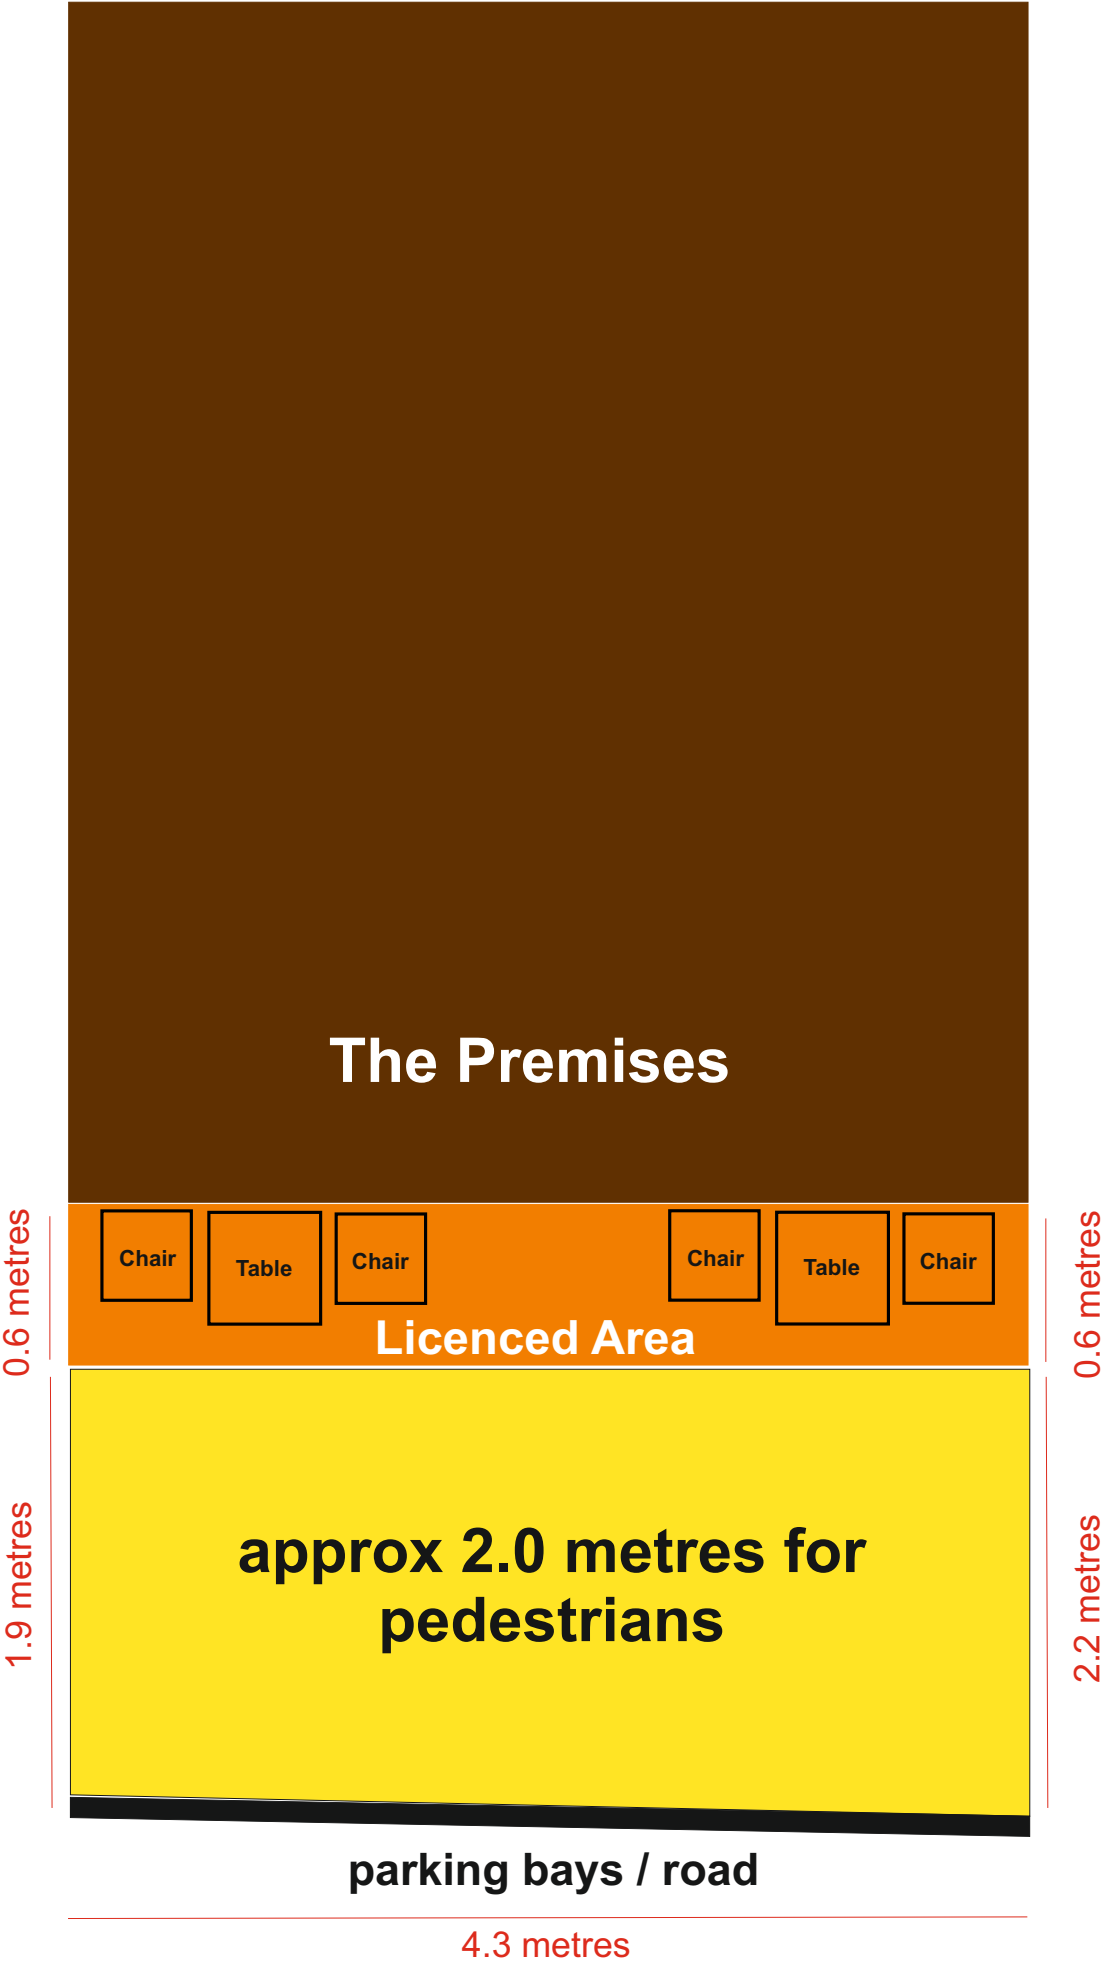 The Premises
0.6 metres
Chair
Table
Chair
Chair
Table
Chair
0.6 metres
Licenced Area
1.9 metres
approx 2.0 metres for
pedestrians
2.2 metres
parking bays / road
4.3 metres